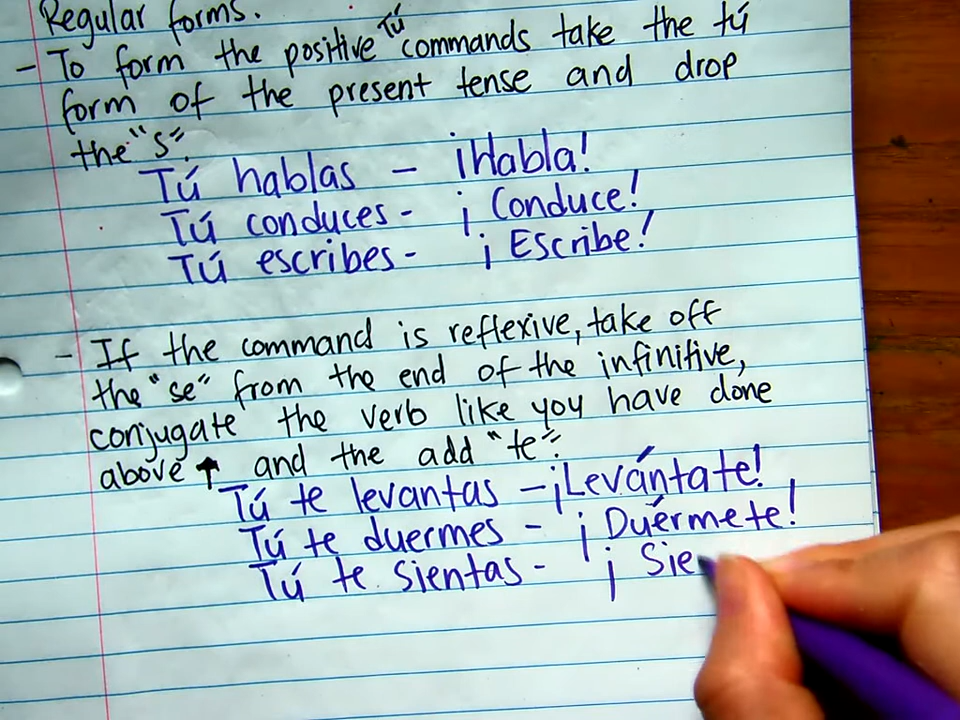 Regular forms.
- To form the positive Tú commands take the tú
form of the present tense and drop
the "s".
Tú hablas - ¡Habla!
Tú conduces - ¡Conduce!
Tú escribes - ¡Escribe!
- If the command is reflexive, take off
the "se" from the end of the infinitive,
conjugate the verb like you have done
above ↑ and the add "te".
Tú te levantas - ¡Levántate!
Tú te duermes - ¡Duérmete!
Tú te sientas - ¡Sie